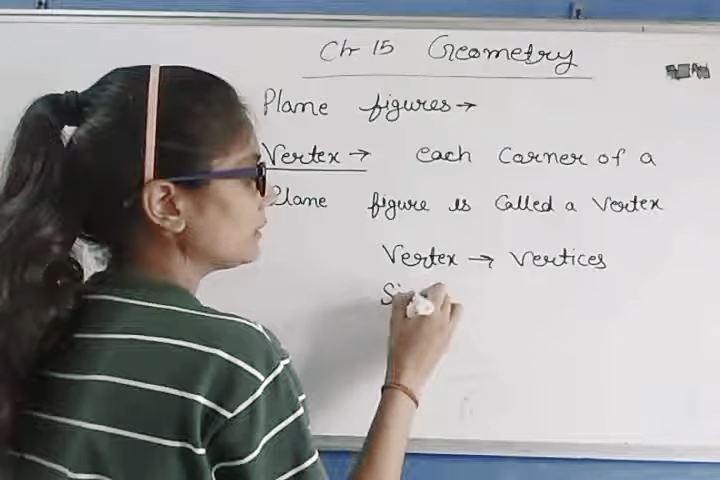 Ch 15 Geometry
Plane figures →
Vertex → each Corner of a
Plane figure is Called a Vertex
Vertex → Vertices
Si